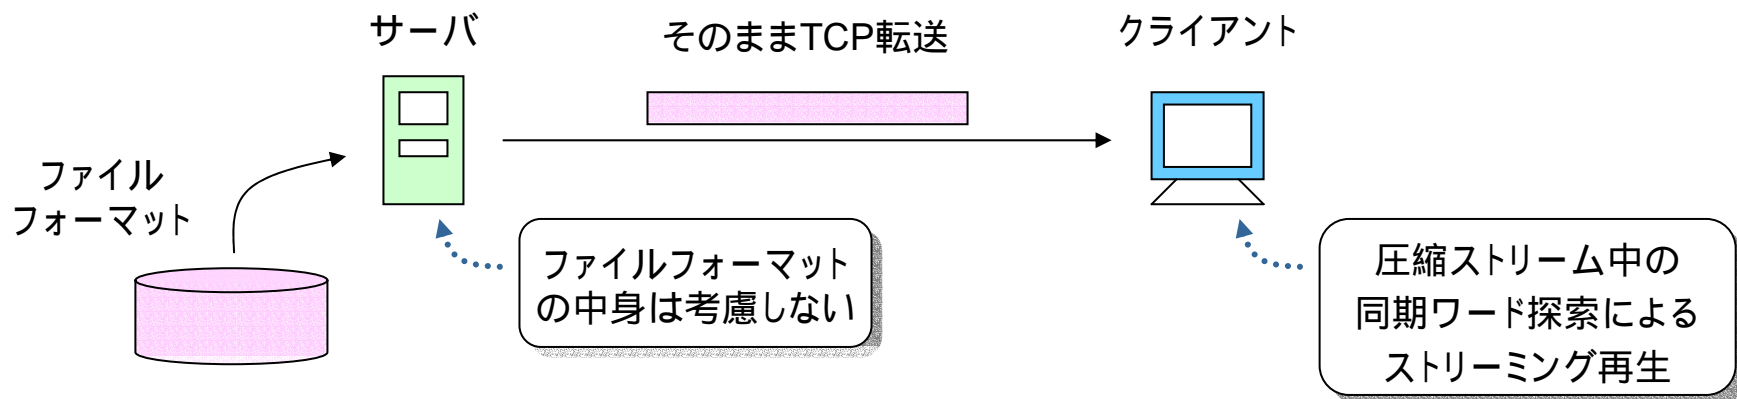 サーバ
そのままTCP転送
クライアント
ファイル
フォーマット
ファイルフォーマット
の中身は考慮しない
圧縮ストリーム中の
同期ワード探索による
ストリーミング再生